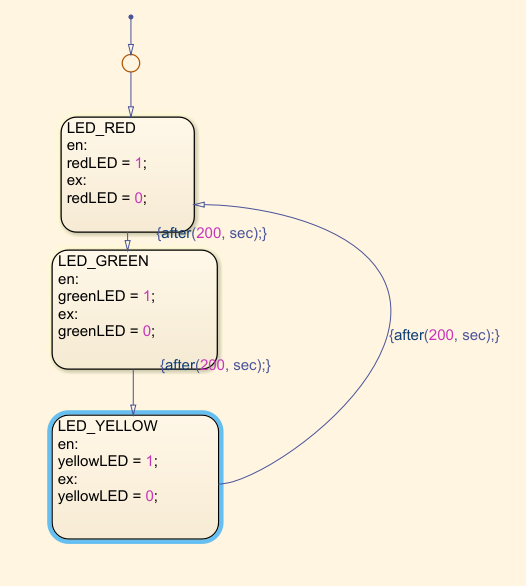 LED_RED
en:
redLED = 1;
ex:
redLED = 0;
{after(200, sec);}
LED_GREEN
en:
greenLED = 1;
ex:
greenLED = 0;
{after(200, sec);}
{after(200, sec);}
LED_YELLOW
en:
yellowLED = 1;
ex:
yellowLED = 0;